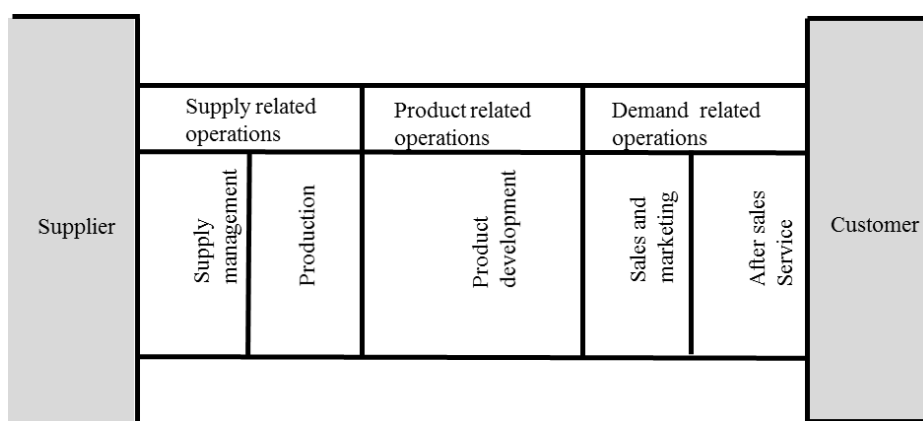 Supply related
operations
Product related
operations
Demand related
operations
Supplier
Supply
management
Production
Product
development
Sales and
marketing
After sales
Service
Customer